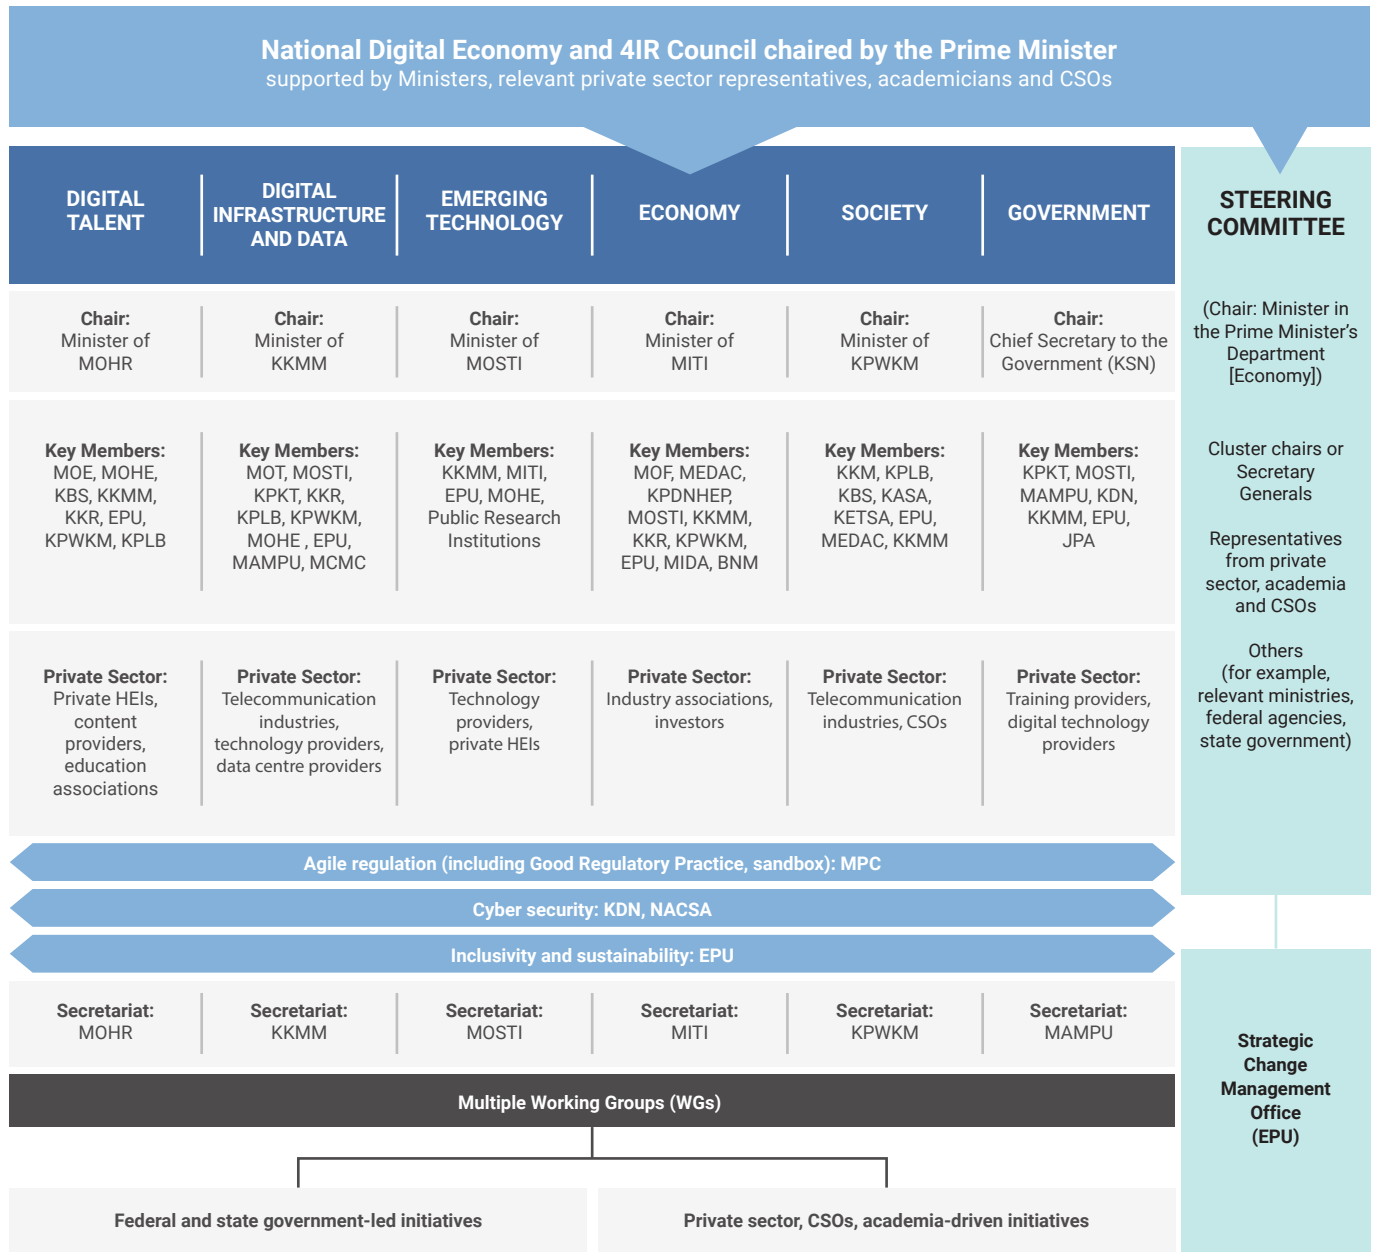 National Digital Economy and 4IR Council chaired by the Prime Minister
supported by Ministers, relevant private sector representatives, academicians and CSOs
DIGITAL
TALENT
DIGITAL
INFRASTRUCTURE
AND DATA
EMERGING
TECHNOLOGY
ECONOMY
SOCIETY
GOVERNMENT
Chair:
Minister of
MOHR
Chair:
Minister of
KKMM
Chair:
Minister of
MOSTI
Chair:
Minister of
MITI
Chair:
Minister of
KPWKM
Chair:
Chief Secretary to the
Government (KSN)
Key Members:
MOE, MOHE,
KBS, KKMM,
KKR, EPU,
KPWKM, KPLB
Key Members:
MOT, MOSTI,
KPKT, KKR,
KPLB, KPWKM,
MOHE , EPU,
MAMPU, MCMC
Key Members:
KKMM, MITI,
EPU, MOHE,
Public Research
Institutions
Key Members:
MOF, MEDAC,
KPDNHEP,
MOSTI, KKMM,
KKR, KPWKM,
EPU, MIDA, BNM
Key Members:
KKM, KPLB,
KBS, KASA,
KETSA, EPU,
MEDAC, KKMM
Key Members:
KPKT, MOSTI,
MAMPU, KDN,
KKMM, EPU,
JPA
Private Sector:
Private HEIs,
content
providers,
education
associations
Private Sector:
Telecommunication
industries,
technology providers,
data centre providers
Private Sector:
Technology
providers,
private HEIs
Private Sector:
Industry associations,
investors
Private Sector:
Telecommunication
industries, CSOs
Private Sector:
Training providers,
digital technology
providers
Agile regulation (including Good Regulatory Practice, sandbox): MPC
Cyber security: KDN, NACSA
Inclusivity and sustainability: EPU
Secretariat:
MOHR
Secretariat:
KKMM
Secretariat:
MOSTI
Secretariat:
MITI
Secretariat:
KPWKM
Secretariat:
MAMPU
Multiple Working Groups (WGs)
Federal and state government-led initiatives
Private sector, CSOs, academia-driven initiatives
STEERING
COMMITTEE
(Chair: Minister in
the Prime Minister's
Department
[Economy])
Cluster chairs or
Secretary
Generals
Representatives
from private
sector, academia
and CSOs
Others
(for example,
relevant ministries,
federal agencies,
state government)
Strategic
Change
Management
Office
(EPU)